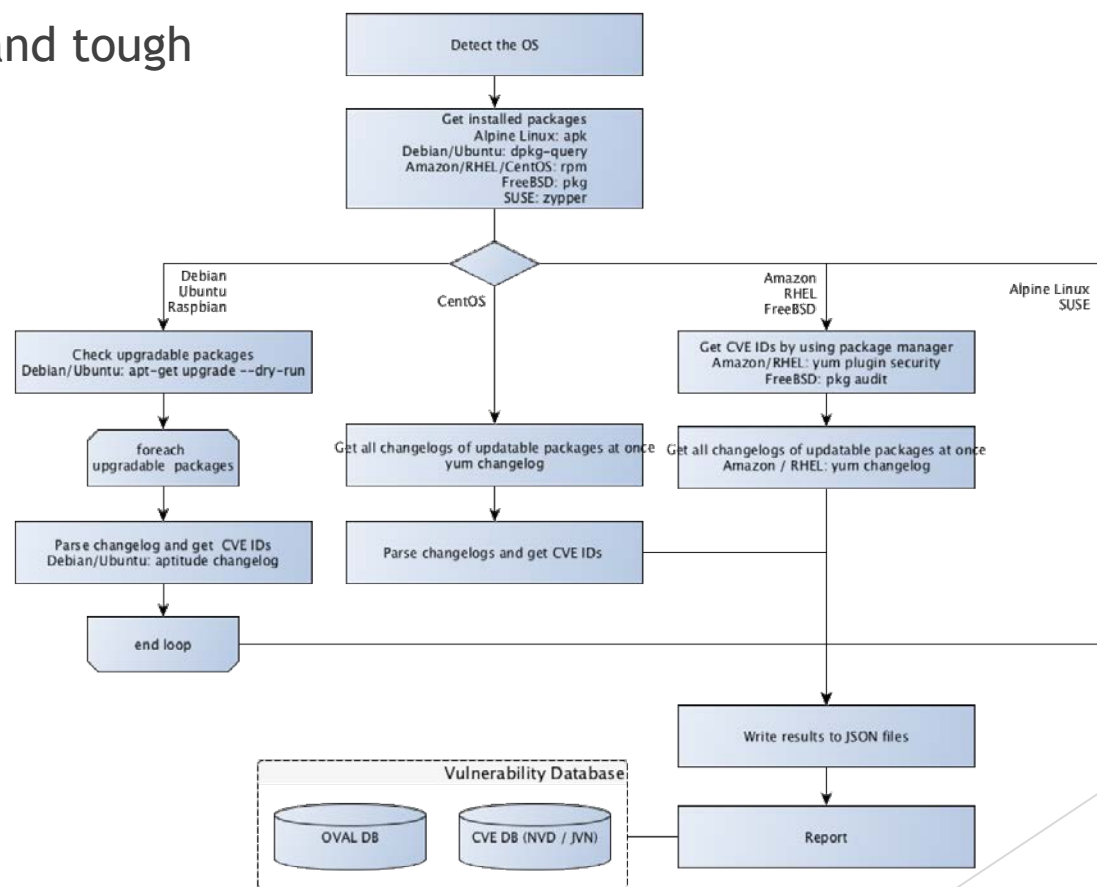 and tough
Detect the OS
Get installed packages
Alpine Linux: apk
Debian/Ubuntu: dpkg-query
Amazon/RHEL/CentOS: rpm
FreeBSD: pkg
SUSE: zypper
Debian
Ubuntu
Raspbian
CentOS
Amazon
RHEL
FreeBSD
Alpine Linux
SUSE
Check upgradable packages
Debian/Ubuntu: apt-get upgrade --dry-run
foreach
upgradable packages
Parse changelog and get CVE IDs
Debian/Ubuntu: aptitude changelog
end loop
Get all changelogs of updatable packages at once
yum changelog
Parse changelogs and get CVE IDs
Get CVE IDs by using package manager
Amazon/RHEL: yum plugin security
FreeBSD: pkg audit
Get all changelogs of updatable packages at once
Amazon / RHEL: yum changelog
Write results to JSON files
Vulnerability Database
OVAL DB
CVE DB (NVD / JVN)
Report